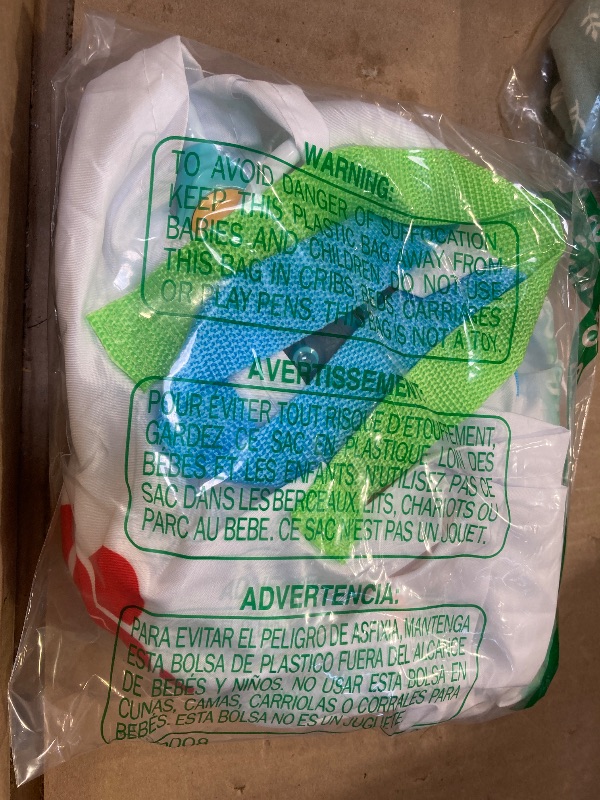 WARNING:
TO AVOID DANGER OF SUFFOCATION,
KEEP THIS PLASTIC BAG AWAY FROM
BABIES AND CHILDREN. DO NOT USE
THIS BAG IN CRIBS, BEDS CARRIAGES
OR PLAY PENS. THIS BAG IS NOT A TOY.
AVERTISSEMENT
POUR ÉVITER TOUT RISQUE D'ÉTOUFEMENT,
GARDEZ CE SAC EN PLASTIQUE LOIN DES
BEBES ET LES ENFANTS. N'UTILISEZ PAS CE
SAC DANS LES BERCEAUX, LITS, CHARIOTS OU
PARC AU BEBE. CE SAC N'EST PAS UN JOUET.
ADVERTENCIA:
PARA EVITAR EL PELIGRO DE ASFIXIA, MANTENGA
ESTA BOLSA DE PLASTICO FUERA DEL ALCANCE
DE BEBÉS Y NIÑOS. NO USAR ESTA BOLSA EN
CUNAS, CAMAS, CARRIOLAS O CORRALES PARA
BEBÉS. ESTA BOLSA NO ES UN JUGUETE